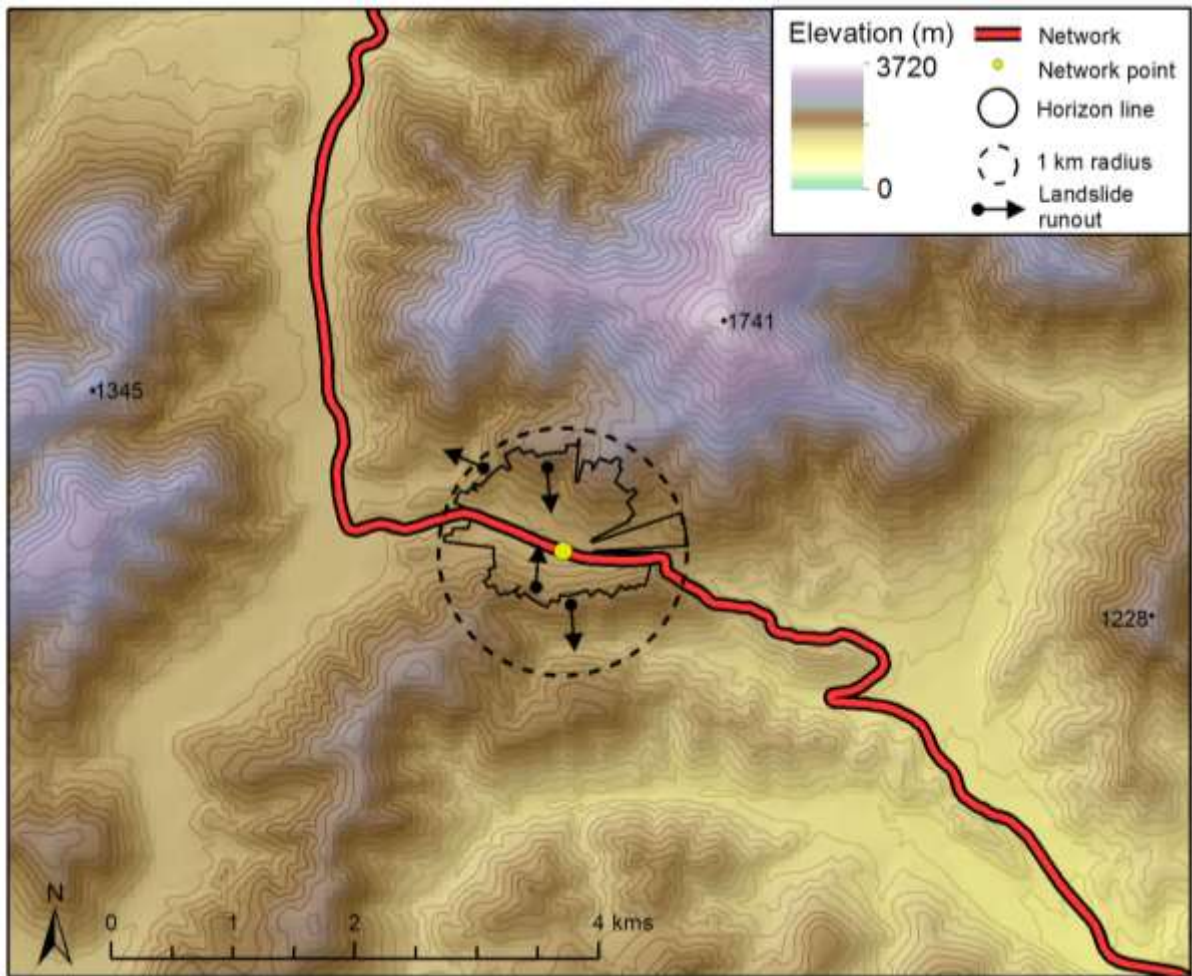 Elevation (m)
3720
0
Network
Network point
Horizon line
1 km radius
Landslide
runout
1741
1345
1228
N
0 1 2 4 kms